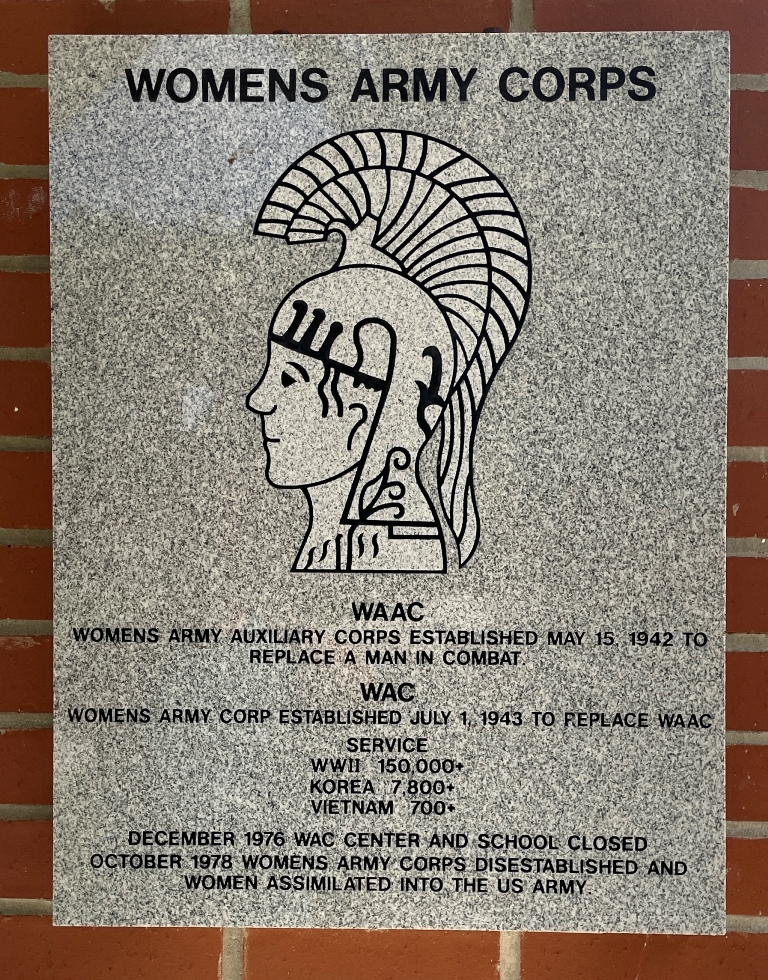 WOMENS ARMY CORPS
WAAC
WOMENS ARMY AUXILIARY CORPS ESTABLISHED MAY 15, 1942 TO
REPLACE A MAN IN COMBAT.
WAC
WOMENS ARMY CORP ESTABLISHED JULY 1, 1943 TO REPLACE WAAC
SERVICE
WWII 150,000+
KOREA 7,800+
VIETNAM 700+
DECEMBER 1976 WAC CENTER AND SCHOOL CLOSED
OCTOBER 1978 WOMENS ARMY CORPS DISESTABLISHED AND
WOMEN ASSIMILATED INTO THE US ARMY.